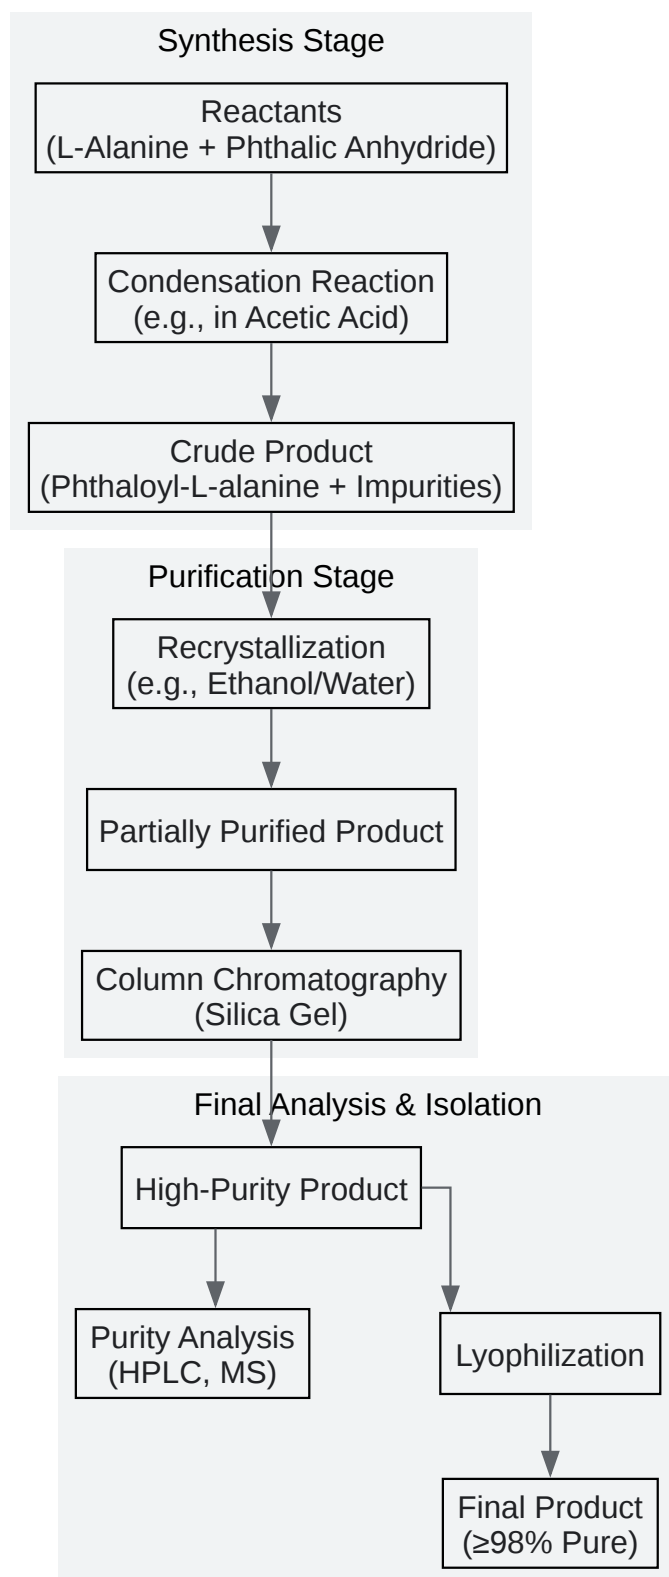 Synthesis Stage
Reactants
(L-Alanine + Phthalic Anhydride)
Condensation Reaction
(e.g., in Acetic Acid)
Crude Product
(Phthaloyl-L-alanine + Impurities)
Purification Stage
Recrystallization
(e.g., Ethanol/Water)
Partially Purified Product
Column Chromatography
(Silica Gel)
Final Analysis & Isolation
High-Purity Product
Purity Analysis
(HPLC, MS)
Lyophilization
Final Product
(≥98% Pure)